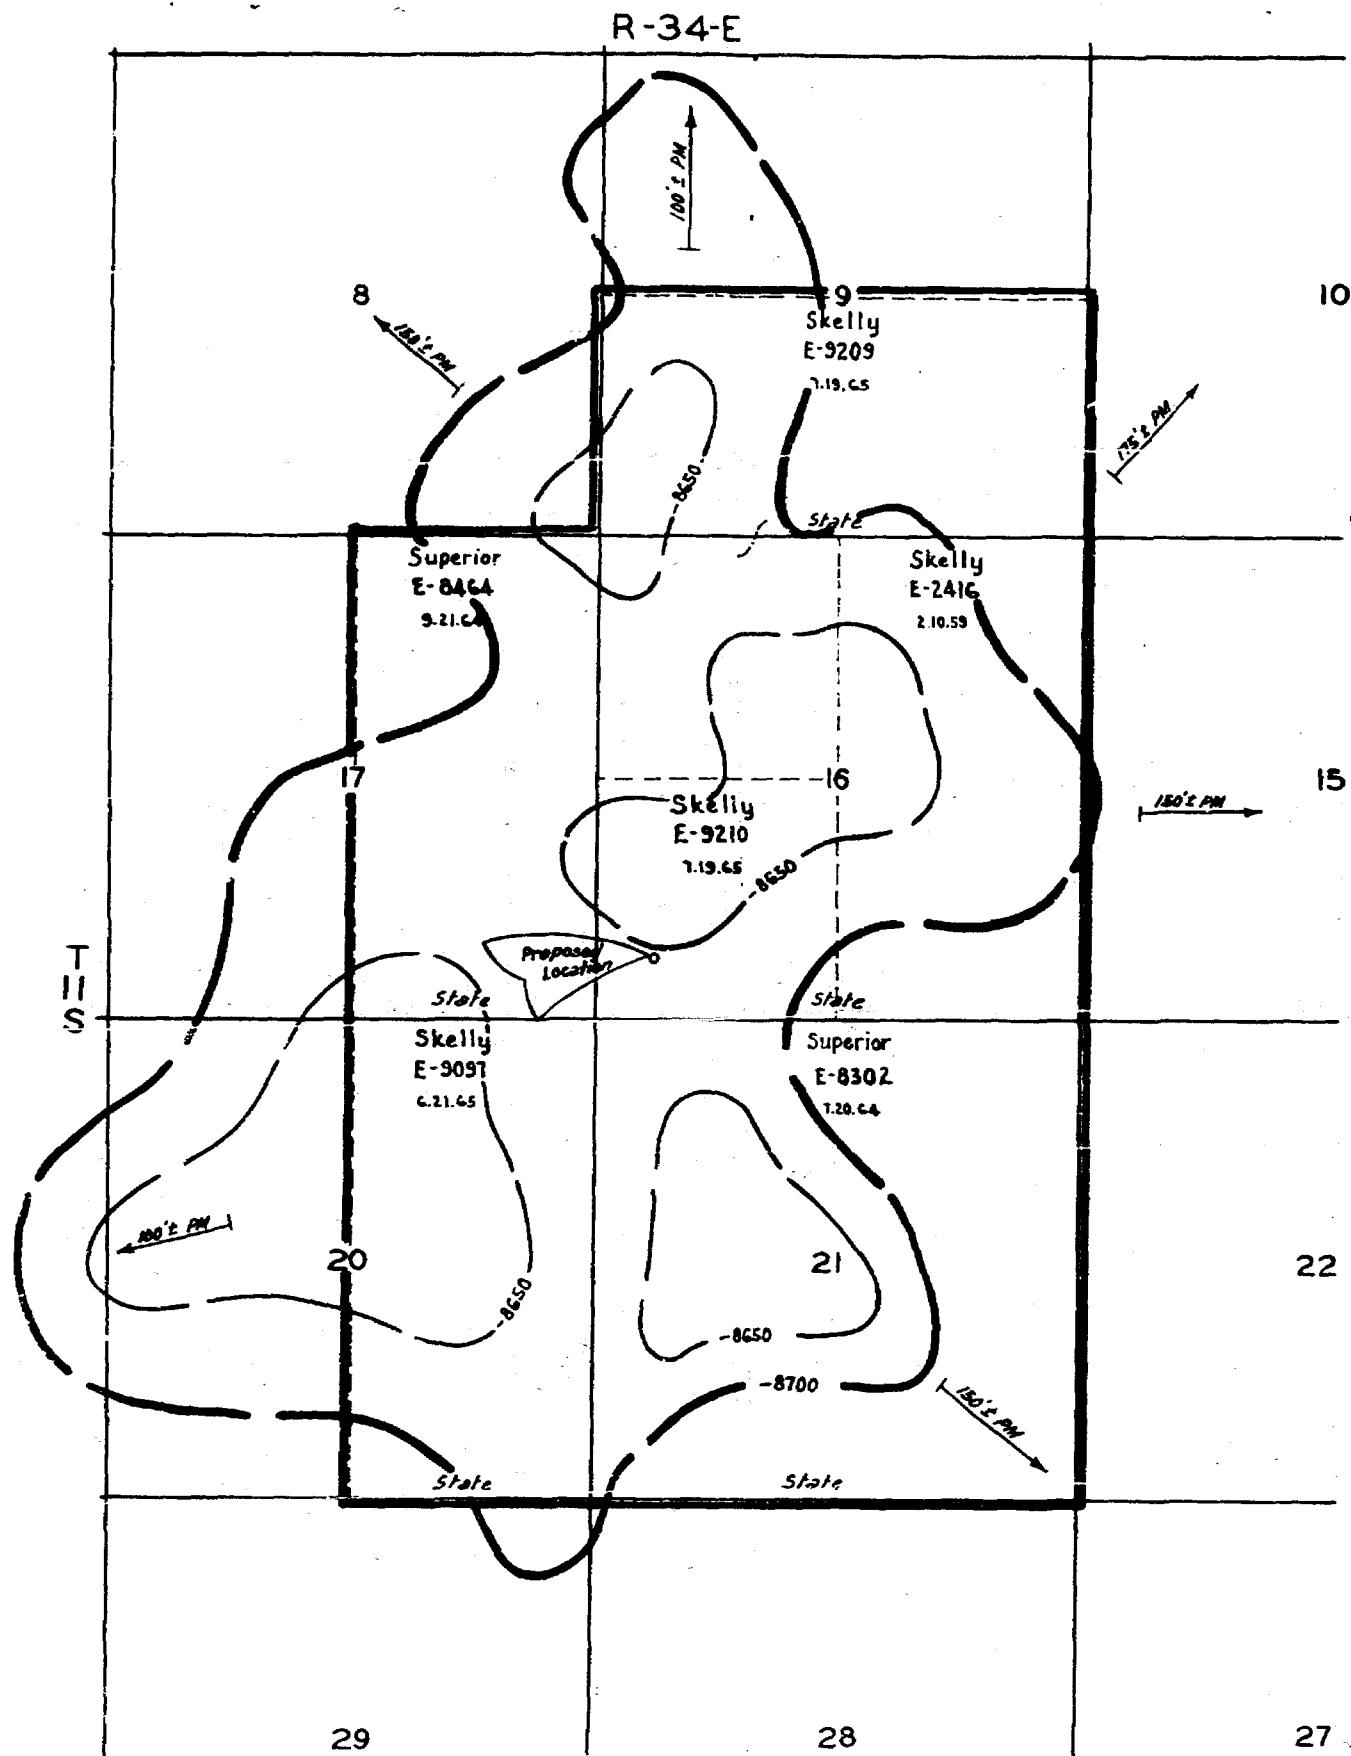 R-34-E
100'± PM
8
9
10
150'± PM
Skelly
E-9209
7.19.65
175'± PM
-8650
State
Superior
E-8464
9.21.64
Skelly
E-2416
2.10.59
17
16
15
Skelly
E-9210
7.19.65
150'± PM
-8650
Proposed
Location
T
11
S
State
State
Skelly
E-9097
6.21.65
Superior
E-8302
7.20.64
100'± PM
20
21
22
-8650
-8650
-8700
150'± PM
State
State
29
28
27